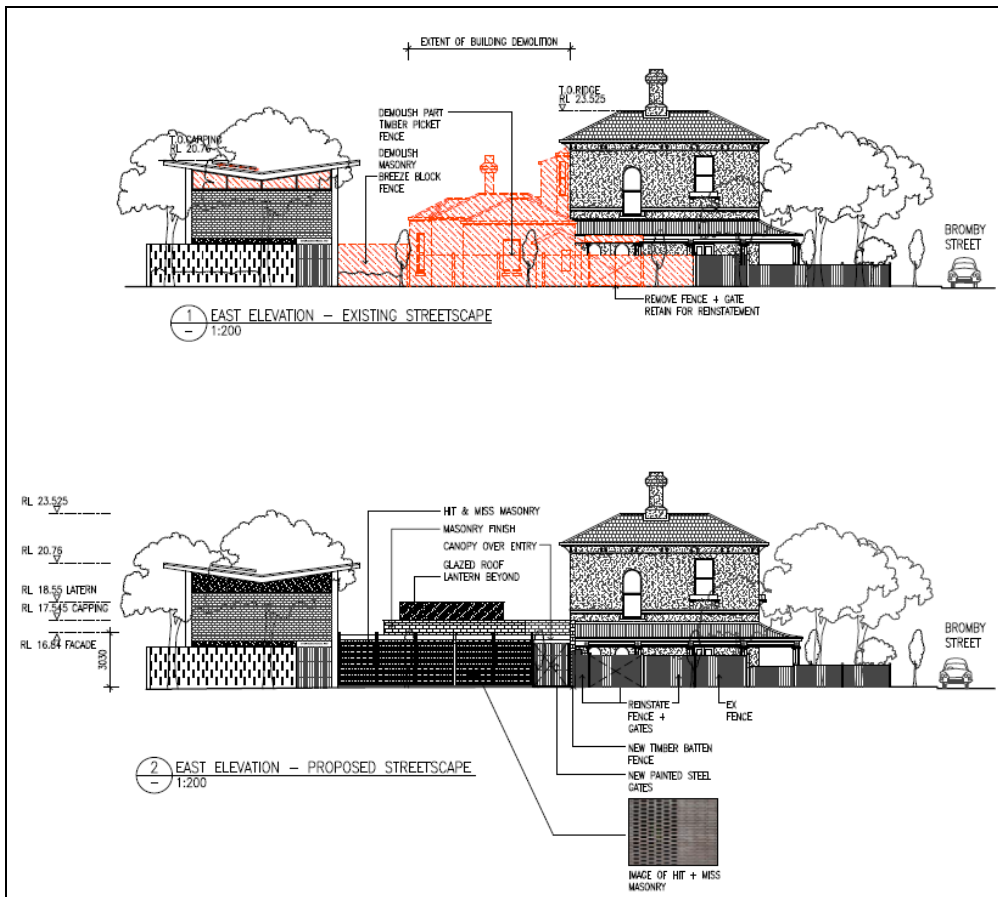 EXTENT OF BUILDING DEMOLITION
T.O.RIDGE
RL 23.525
DEMOLISH PART
TIMBER PICKET
FENCE
DEMOLISH
MASONRY
BREEZE BLOCK
FENCE
T.O.CAPPING
RL 20.76
BROMBY
STREET
REMOVE FENCE + GATE
RETAIN FOR REINSTATEMENT
1
-
EAST ELEVATION - EXISTING STREETSCAPE
1:200
RL 23.525
HIT & MISS MASONRY
MASONRY FINISH
CANOPY OVER ENTRY
GLAZED ROOF
LANTERN BEYOND
RL 20.76
RL 18.55 LATERN
RL 17.545 CAPPING
RL 16.84 FACADE
3030
BROMBY
STREET
REINSTATE
FENCE +
GATES
EX
FENCE
NEW TIMBER BATTEN
FENCE
NEW PAINTED STEEL
GATES
2
-
EAST ELEVATION - PROPOSED STREETSCAPE
1:200
IMAGE OF HIT + MISS
MASONRY